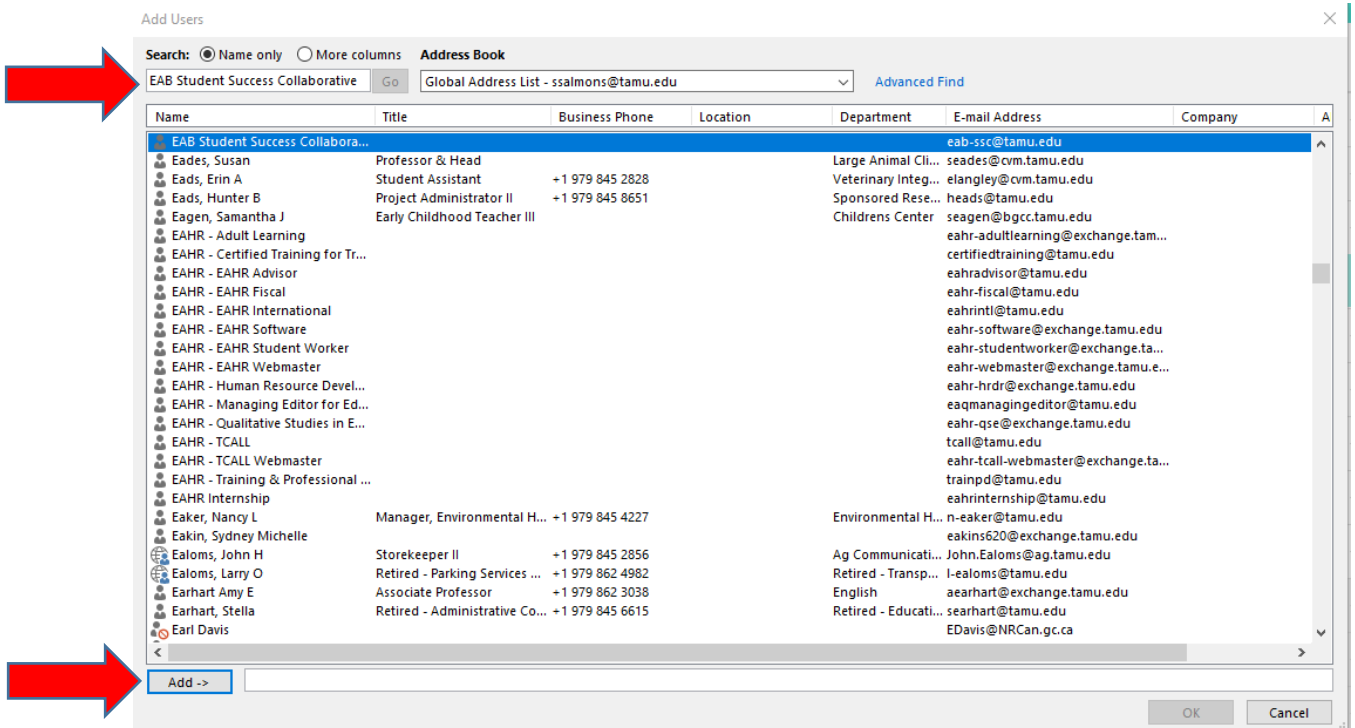 Add Users
Search: Name only More columns Address Book
EAB Student Success Collaborative Go Global Address List - ssalmons@tamu.edu Advanced Find
Name Title Business Phone Location Department E-mail Address Company A
EAB Student Success Collabora... eab-ssc@tamu.edu
Eades, Susan Professor & Head Large Animal Cli... seades@cvm.tamu.edu
Eads, Erin A Student Assistant +1 979 845 2828 Veterinary Integ... elangley@cvm.tamu.edu
Eads, Hunter B Project Administrator II +1 979 845 8651 Sponsored Rese... heads@tamu.edu
Eagen, Samantha J Early Childhood Teacher III Childrens Center seagen@bgcc.tamu.edu
EAHR - Adult Learning eahr-adultlearning@exchange.tam...
EAHR - Certified Training for Tr... certifiedtraining@tamu.edu
EAHR - EAHR Advisor eahradvisor@tamu.edu
EAHR - EAHR Fiscal eahr-fiscal@tamu.edu
EAHR - EAHR International eahrintl@tamu.edu
EAHR - EAHR Software eahr-software@exchange.tamu.edu
EAHR - EAHR Student Worker eahr-studentworker@exchange.ta...
EAHR - EAHR Webmaster eahr-webmaster@exchange.tamu.e...
EAHR - Human Resource Devel... eahr-hrdr@exchange.tamu.edu
EAHR - Managing Editor for Ed... eaqmanagingeditor@tamu.edu
EAHR - Qualitative Studies in E... eahr-qse@exchange.tamu.edu
EAHR - TCALL tcall@tamu.edu
EAHR - TCALL Webmaster eahr-tcall-webmaster@exchange.ta...
EAHR - Training & Professional ... trainpd@tamu.edu
EAHR Internship eahrinternship@tamu.edu
Eaker, Nancy L Manager, Environmental H... +1 979 845 4227 Environmental H... n-eaker@tamu.edu
Eakin, Sydney Michelle eakins620@exchange.tamu.edu
Ealoms, John H Storekeeper II +1 979 845 2856 Ag Communicati... John.Ealoms@ag.tamu.edu
Ealoms, Larry O Retired - Parking Services ... +1 979 862 4982 Retired - Transp... l-ealoms@tamu.edu
Earhart Amy E Associate Professor +1 979 862 3038 English aearhart@exchange.tamu.edu
Earhart, Stella Retired - Administrative Co... +1 979 845 6615 Retired - Educati... searhart@tamu.edu
Earl Davis EDavis@NRCan.gc.ca
Add ->
OK Cancel